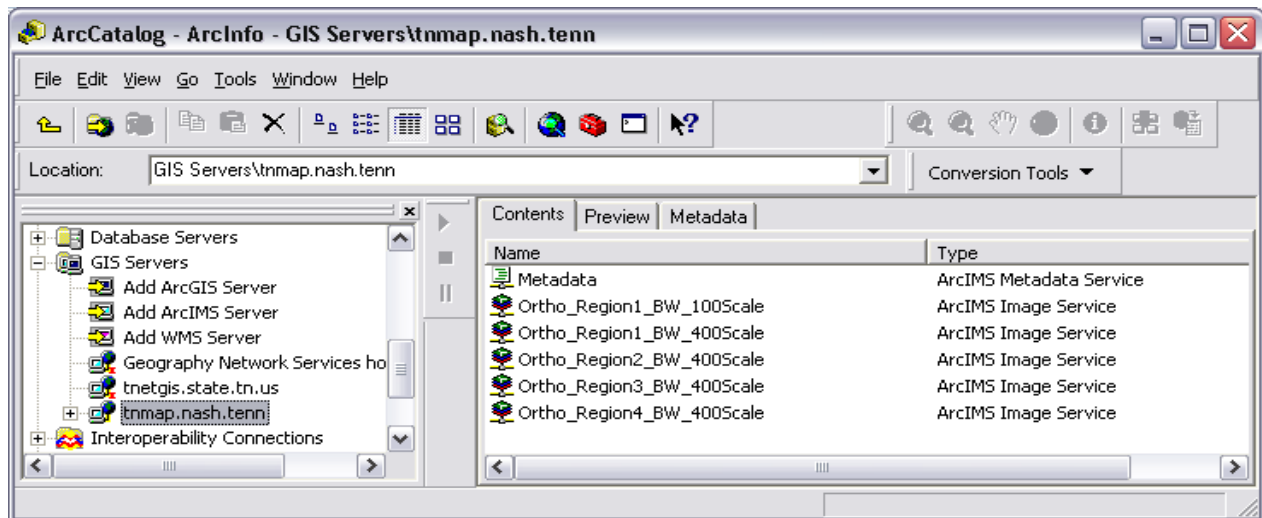 ArcCatalog - ArcInfo - GIS Servers\tnmap.nash.tenn
File Edit View Go Tools Window Help
Location: GIS Servers\tnmap.nash.tenn Conversion Tools
Database Servers
GIS Servers
Add ArcGIS Server
Add ArcIMS Server
Add WMS Server
Geography Network Services ho
tnetgis.state.tn.us
tnmap.nash.tenn
Interoperability Connections
Contents Preview Metadata
Name Type
Metadata ArcIMS Metadata Service
Ortho_Region1_BW_100Scale ArcIMS Image Service
Ortho_Region1_BW_400Scale ArcIMS Image Service
Ortho_Region2_BW_400Scale ArcIMS Image Service
Ortho_Region3_BW_400Scale ArcIMS Image Service
Ortho_Region4_BW_400Scale ArcIMS Image Service